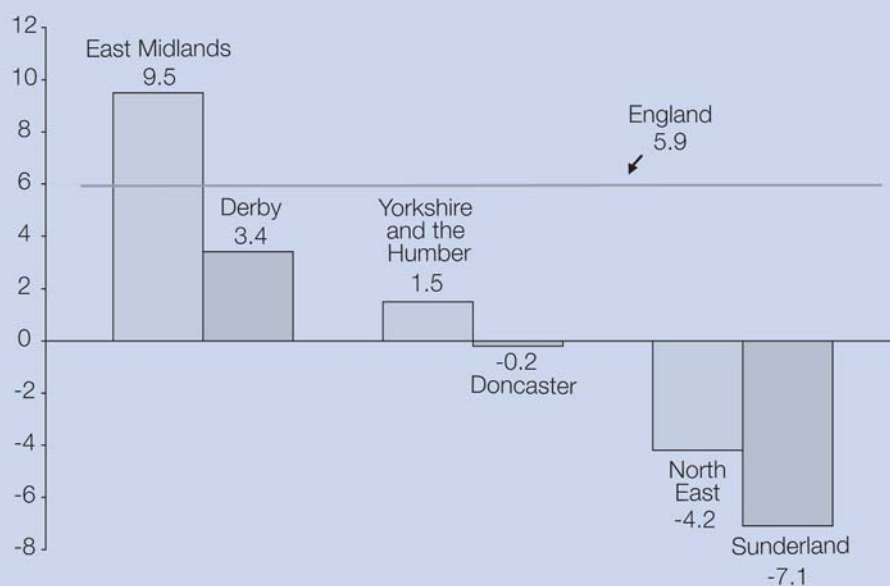 12
10
8
6
4
2
0
-2
-4
-6
-8
East Midlands
9.5
Derby
3.4
Yorkshire
and the
Humber
1.5
-0.2
Doncaster
England
5.9
North
East
-4.2
Sunderland
-7.1